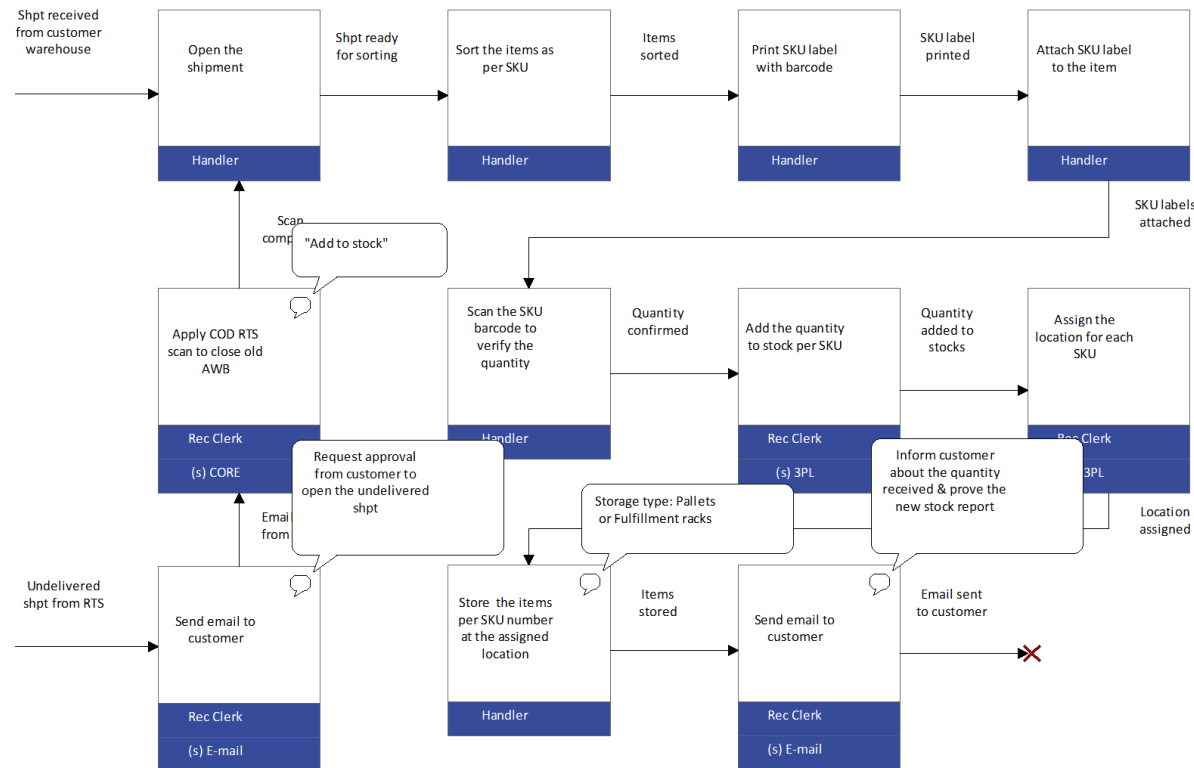 Shpt received
from customer
warehouse
Open the
shipment
Handler
Shpt ready
for sorting
Sort the items as
per SKU
Handler
Items
sorted
Print SKU label
with barcode
Handler
SKU label
printed
Attach SKU label
to the item
Handler
SKU labels
attached
Scan
"Add to stock"
Apply COD RTS
scan to close old
AWB
Rec Clerk
(s) CORE
Scan the SKU
barcode to
verify the
quantity
Handler
Quantity
confirmed
Add the quantity
to stock per SKU
Rec Clerk
(s) 3PL
Quantity
added to
stocks
Assign the
location for each
SKU
Rec Clerk
3PL
Location
assigned
Request approval
from customer to
open the undelivered
shpt
Email
from
Storage type: Pallets
or Fulfillment racks
Inform customer
about the quantity
received & prove the
new stock report
Undelivered
shpt from RTS
Send email to
customer
Rec Clerk
(s) E-mail
Store the items
per SKU number
at the assigned
location
Handler
Items
stored
Send email to
customer
Rec Clerk
(s) E-mail
Email sent
to customer